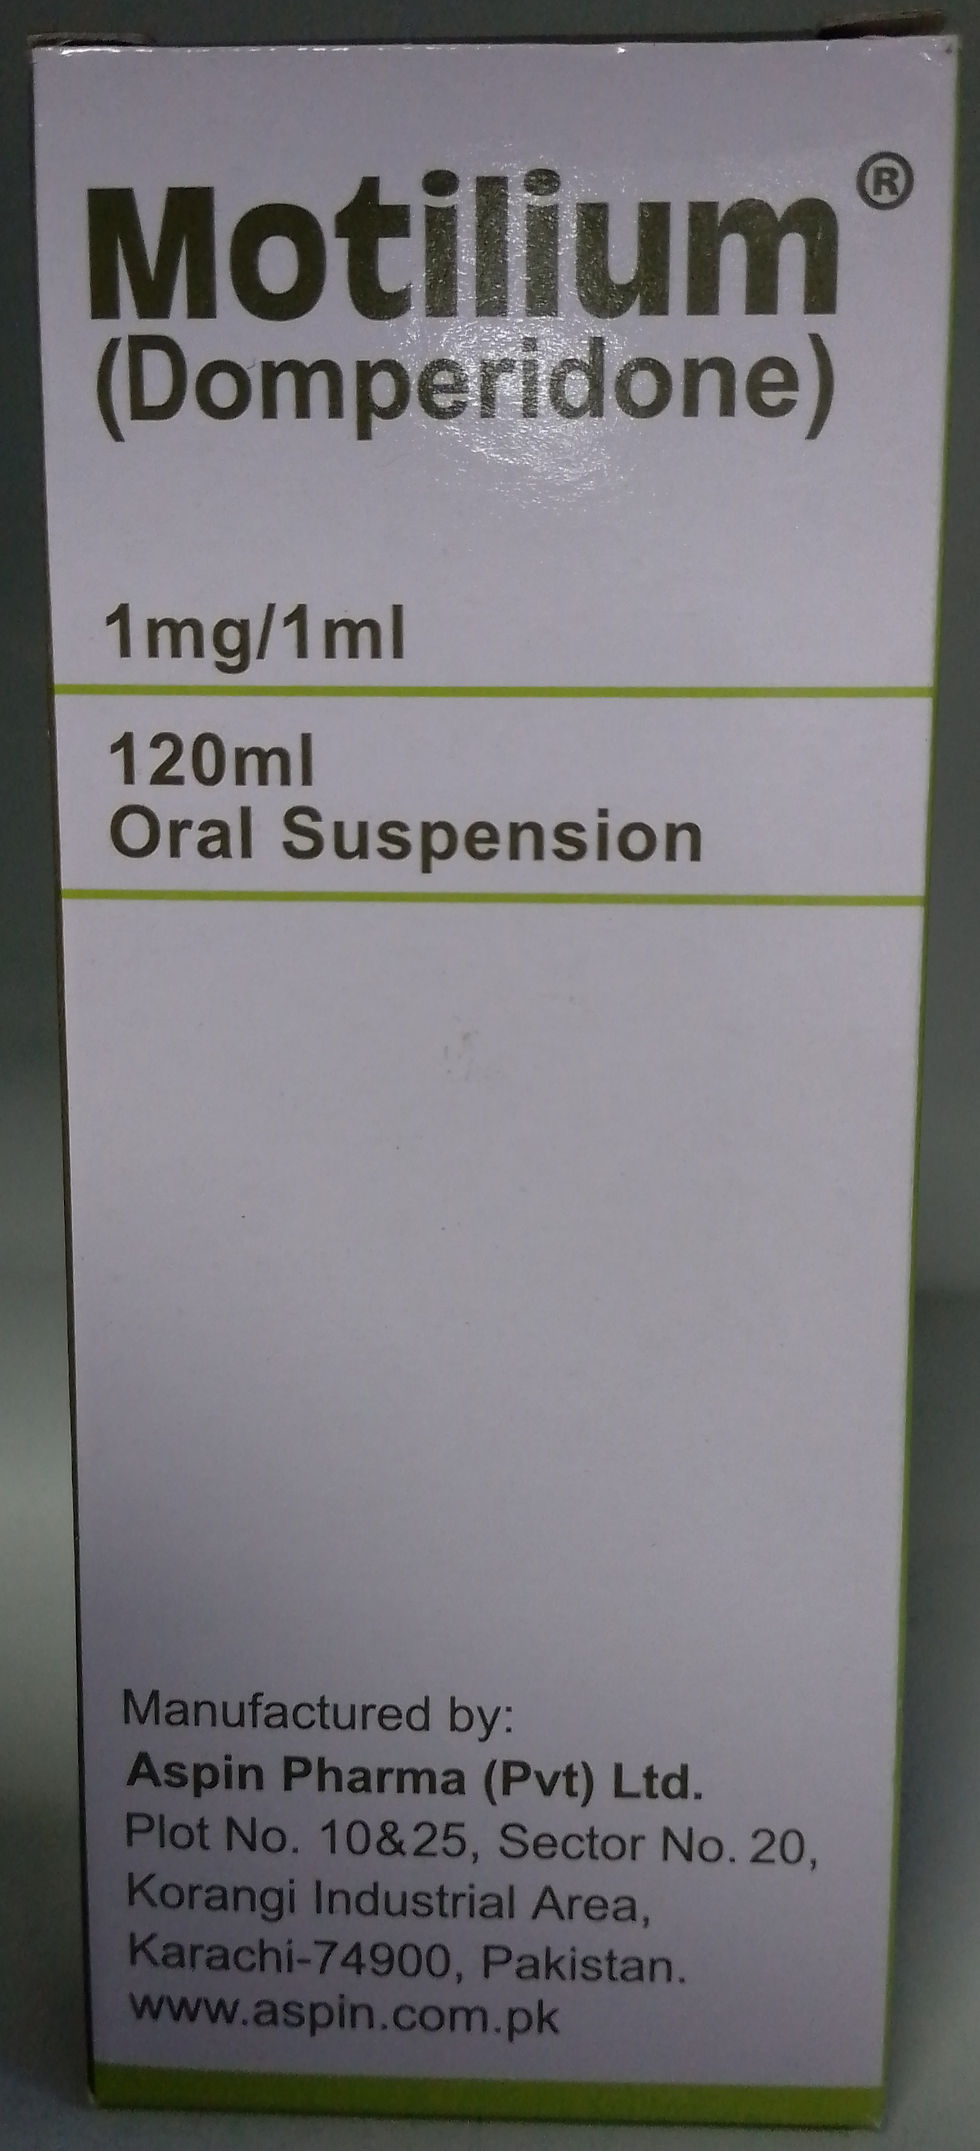 Motilium®
(Domperidone)
1mg/1ml
120ml
Oral Suspension
Manufactured by:
Aspin Pharma (Pvt) Ltd.
Plot No. 10&25, Sector No. 20,
Korangi Industrial Area,
Karachi-74900, Pakistan.
www.aspin.com.pk